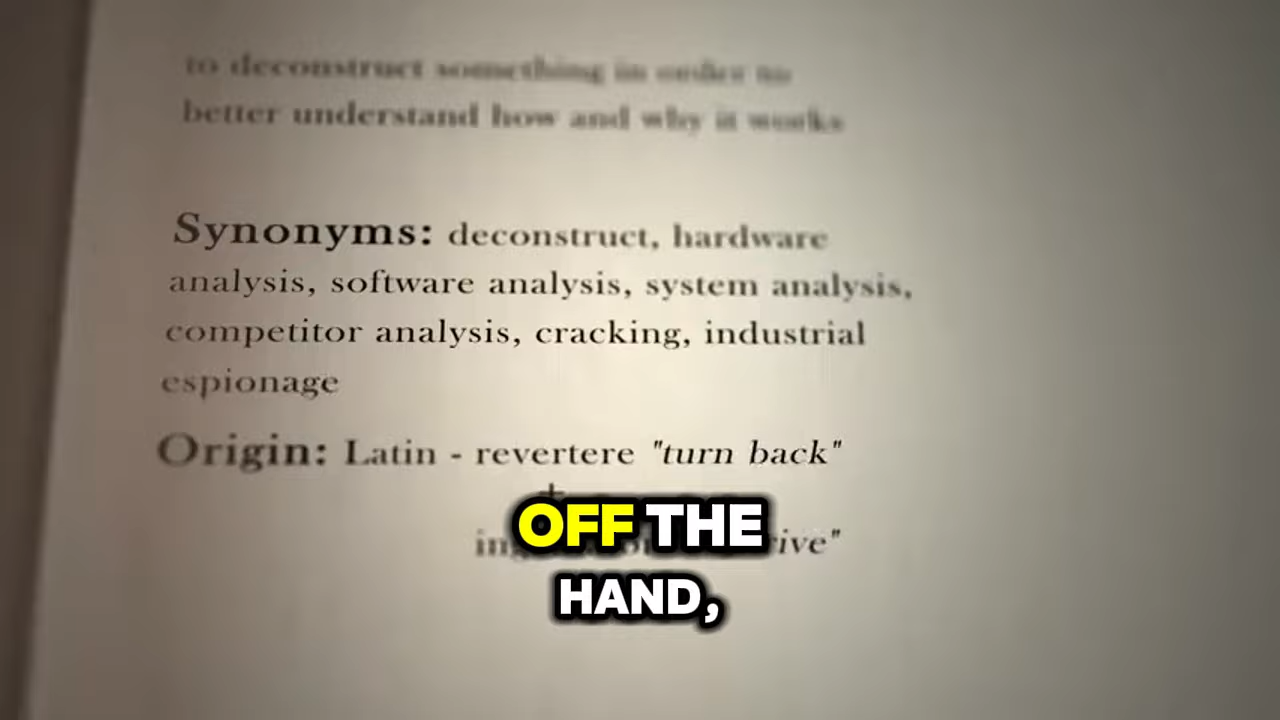 to deconstruct something in order to
better understand how and why it works
Synonyms: deconstruct, hardware
analysis, software analysis, system analysis,
competitor analysis, cracking, industrial
espionage
Origin: Latin - revertere "turn back"
+
OFF THE
HAND,